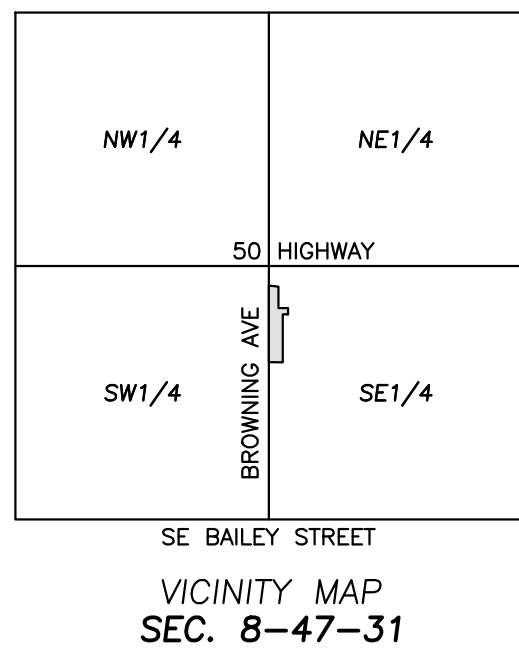 NW1/4
NE1/4
50 HIGHWAY
BROWNING AVE
SW1/4
SE1/4
SE BAILEY STREET
VICINITY MAP
SEC. 8-47-31